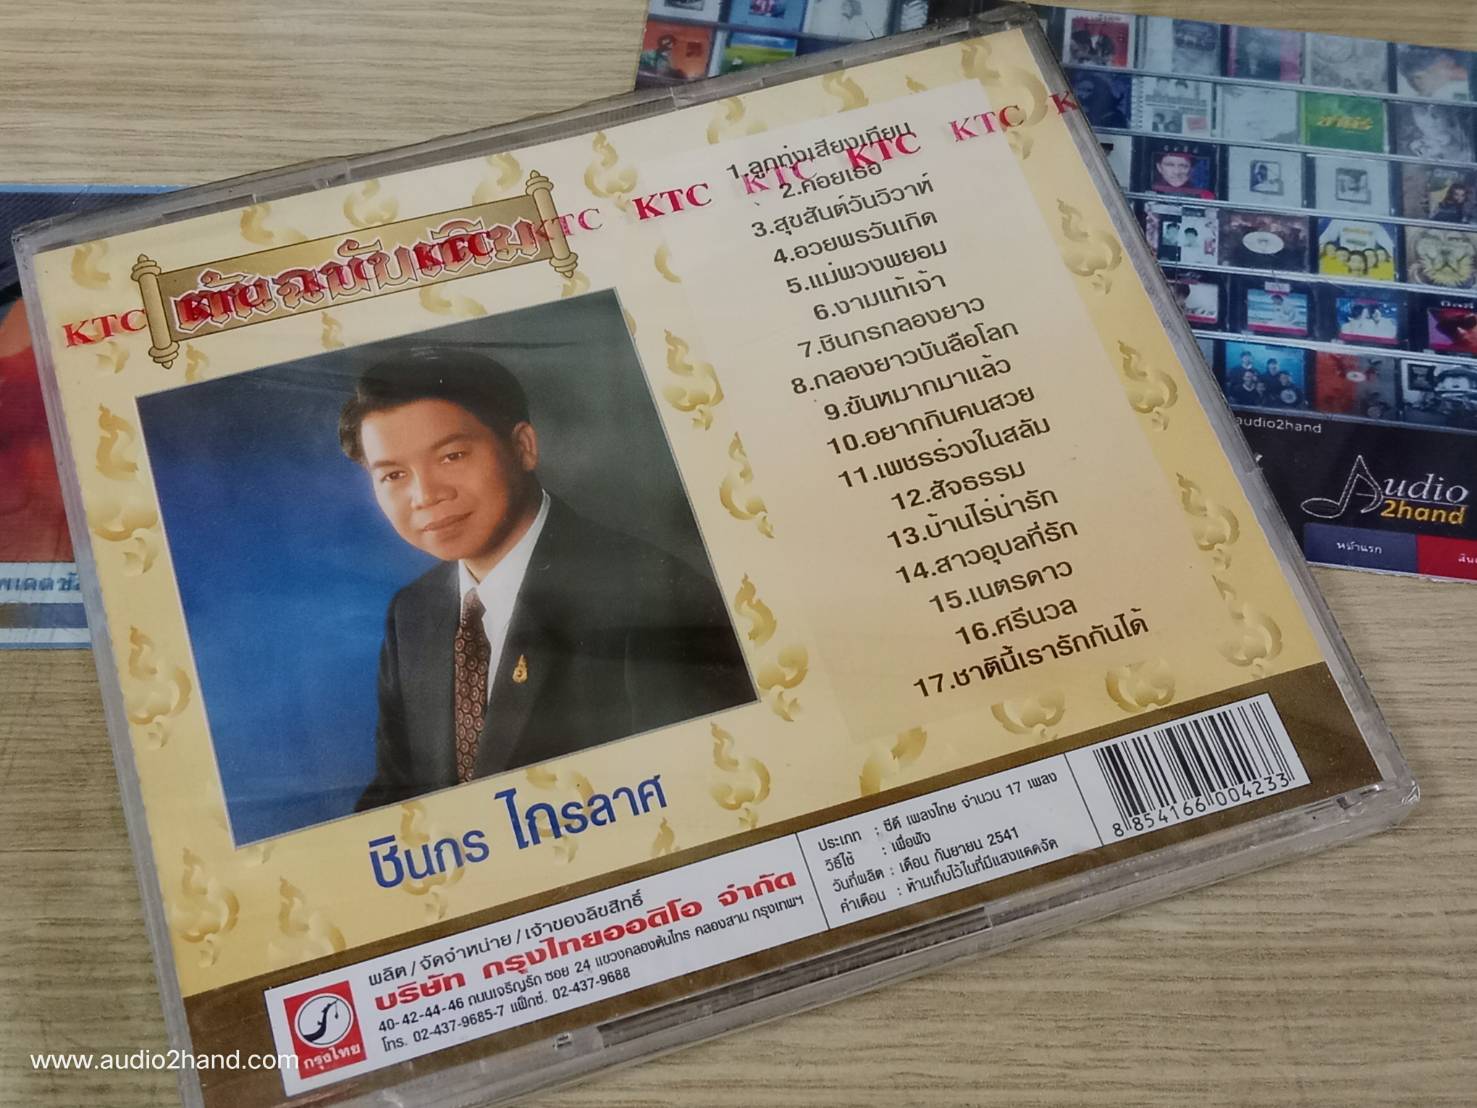 KTC KTC KTC KTC KTC KTC KTC KTC
ต้นฉบับเดิม
1.ลูกทุ่งเสียงเทียน
2.คอยเธอ
3.สุขสันต์วันวิวาห์
4.อวยพรวันเกิด
5.แม่พวงพยอม
6.งามแท้เจ้า
7.ชินกรกลองยาว
8.กลองยาวบันลือโลก
9.ขันหมากมาแล้ว
10.อยากกินคนสวย
11.เพชรร่วงในสลัม
12.สัจธรรม
13.บ้านไร่น่ารัก
14.สาวอุบลที่รัก
15.เนตรดาว
16.ศรีนวล
17.ชาตินี้เรารักกันได้
ชินกร ไกรลาศ
ผลิต/จัดจำหน่าย/เจ้าของลิขสิทธิ์
บริษัท กรุงไทยออดิโอ จำกัด
40-42-44-46 ถนนเจริญรัถ ซอย 24 แขวงคลองต้นไทร คลองสาน กรุงเทพฯ
โทร. 02-437-9685-7 แฟ็กซ์. 02-437-9688
กรุงไทย
ประเภท : ซีดี เพลงไทย จำนวน 17 เพลง
วิธีใช้ : เพื่อฟัง
วันที่ผลิต : เดือน กันยายน 2541
คำเตือน : ห้ามเก็บไว้ในที่มีแสงแดดจัด
8 854166 004233
audio2hand
Audio
2hand
หน้าแรก
www.audio2hand.com